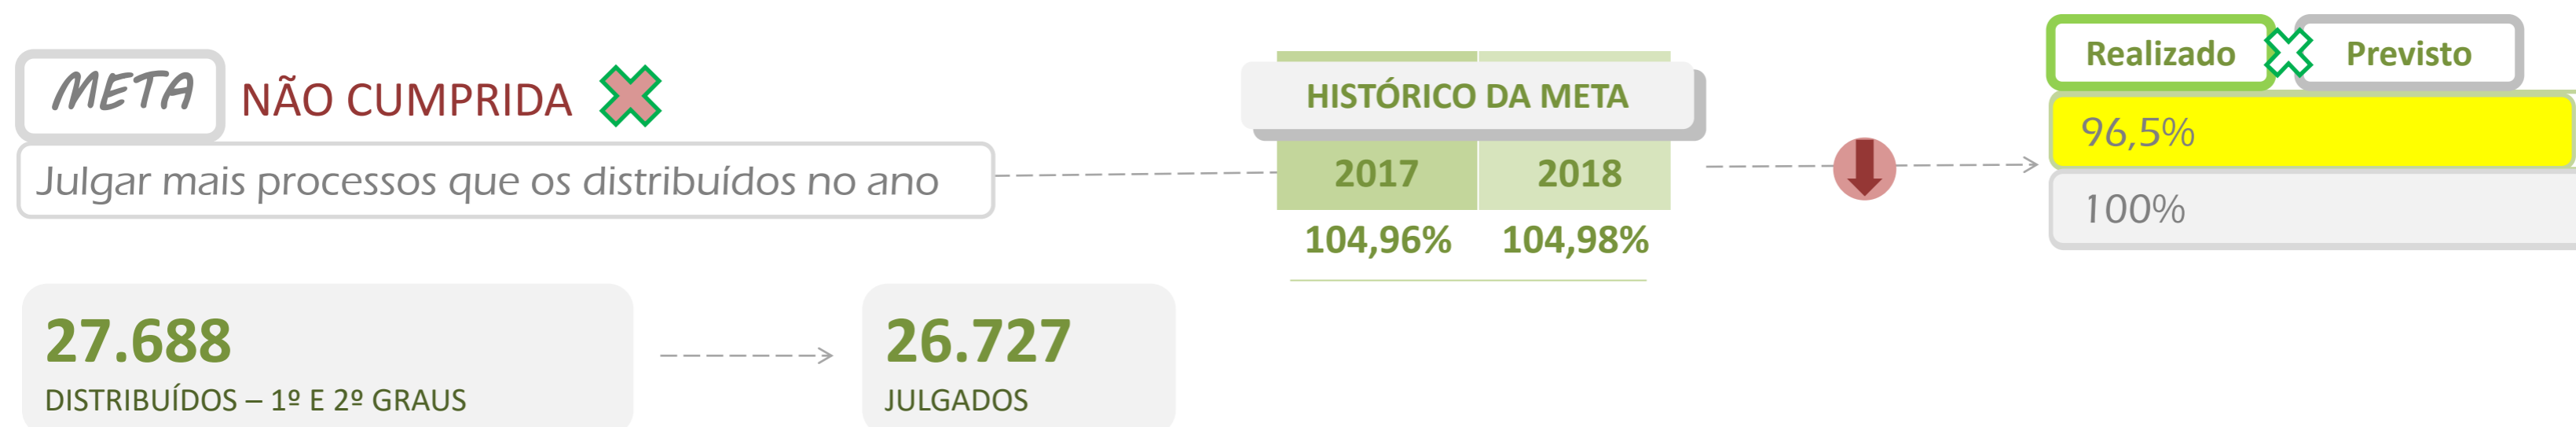 META
NÃO CUMPRIDA
Julgar mais processos que os distribuídos no ano
HISTÓRICO DA META
2017 2018
104,96% 104,98%
Realizado Previsto
96,5%
100%
27.688
DISTRIBUÍDOS – 1º E 2º GRAUS
26.727
JULGADOS